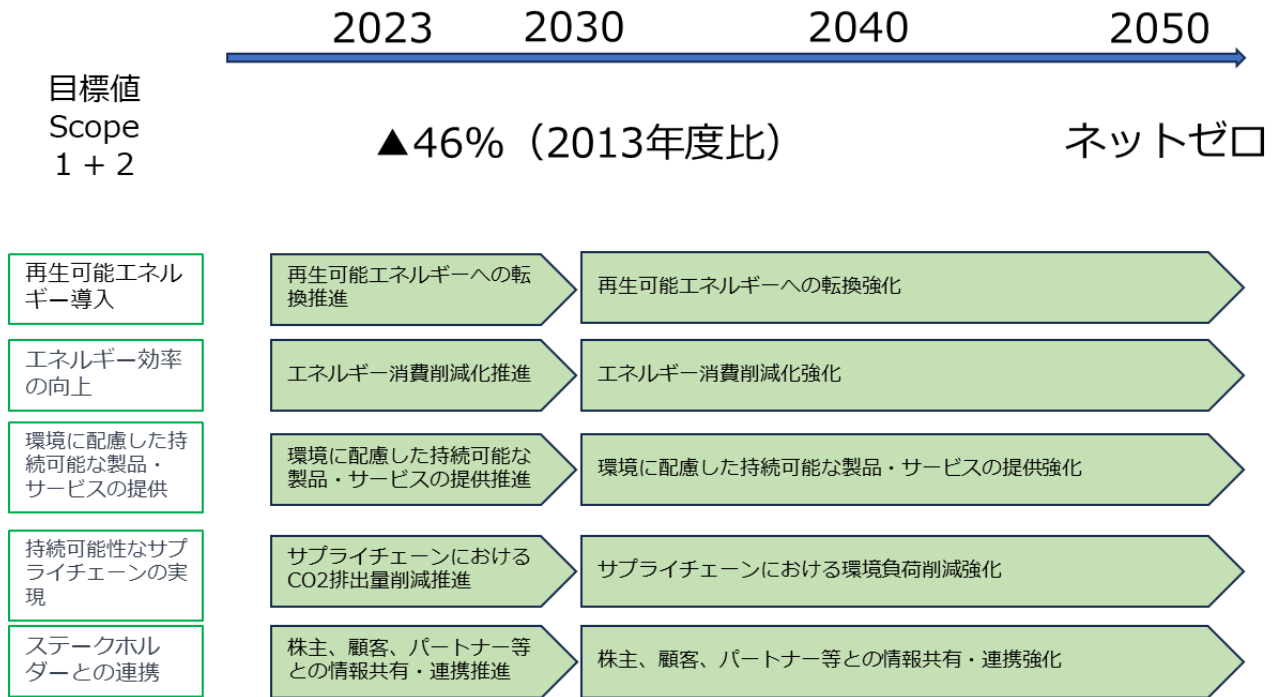 2023 2030 2040 2050
目標値
Scope
1 + 2
▲46%（2013年度比） ネットゼロ
再生可能エネル
ギー導入
再生可能エネルギーへの転
換推進
再生可能エネルギーへの転換強化
エネルギー効率
の向上
エネルギー消費削減化推進
エネルギー消費削減化強化
環境に配慮した持
続可能な製品・
サービスの提供
環境に配慮した持続可能な
製品・サービスの提供推進
環境に配慮した持続可能な製品・サービスの提供強化
持続可能性なサプ
ライチェーンの実
現
サプライチェーンにおける
CO2排出量削減推進
サプライチェーンにおける環境負荷削減強化
ステークホル
ダーとの連携
株主、顧客、パートナー等
との情報共有・連携推進
株主、顧客、パートナー等との情報共有・連携強化